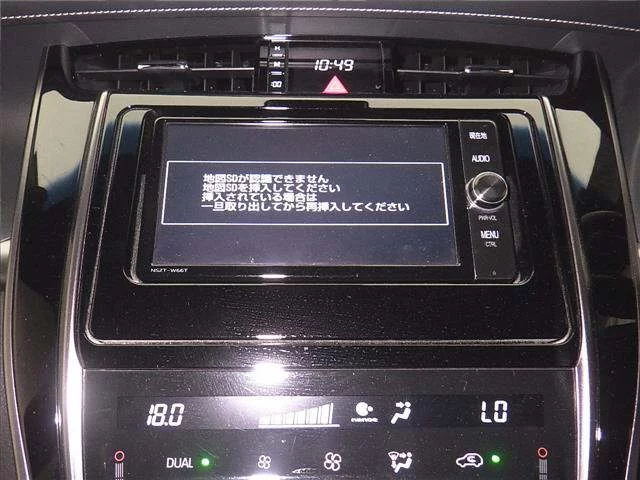 H
10:49
M
:00
現在地
AUDIO
地図SDが認識できません
地図SDを挿入してください
挿入されている場合は
一旦取り出してから再挿入してください
PWR•VOL
MENU
CTRL
NSZT-W66T
18.0
nanoe
LO
DUAL